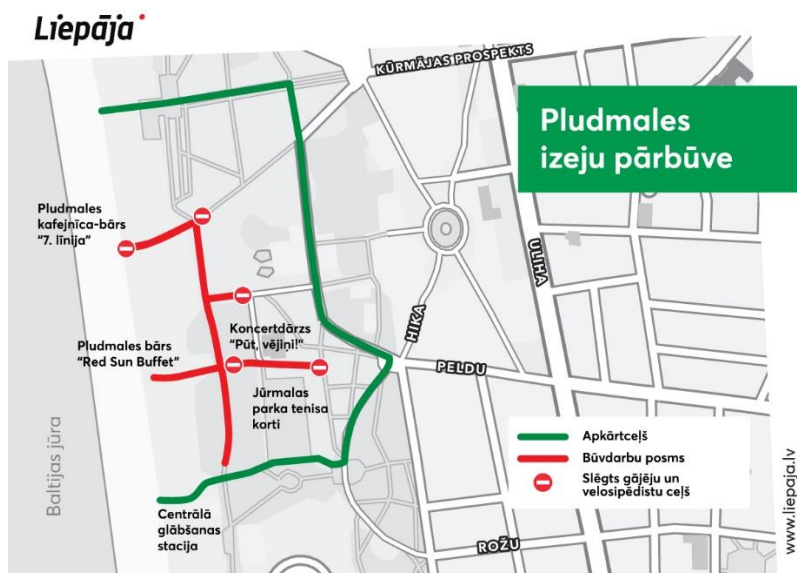 Liepāja
KŪRMĀJAS PROSPEKTS
Pludmales
izeju pārbūve
Pludmales
kafejnīca-bārs
"7. līnija"
ULIHA
Koncertdārzs
"Pūt, vējiņi!"
HIKA
Pludmales bārs
"Red Sun Buffet"
PELDU
Jūrmalas
parka tenisa
korti
Baltijas jūra
Apkārtceļš
Būvdarbu posms
Slēgts gājēju un
velosipēdistu ceļš
Centrālā
glābšanas
stacija
ROŽU
www.liepaja.lv